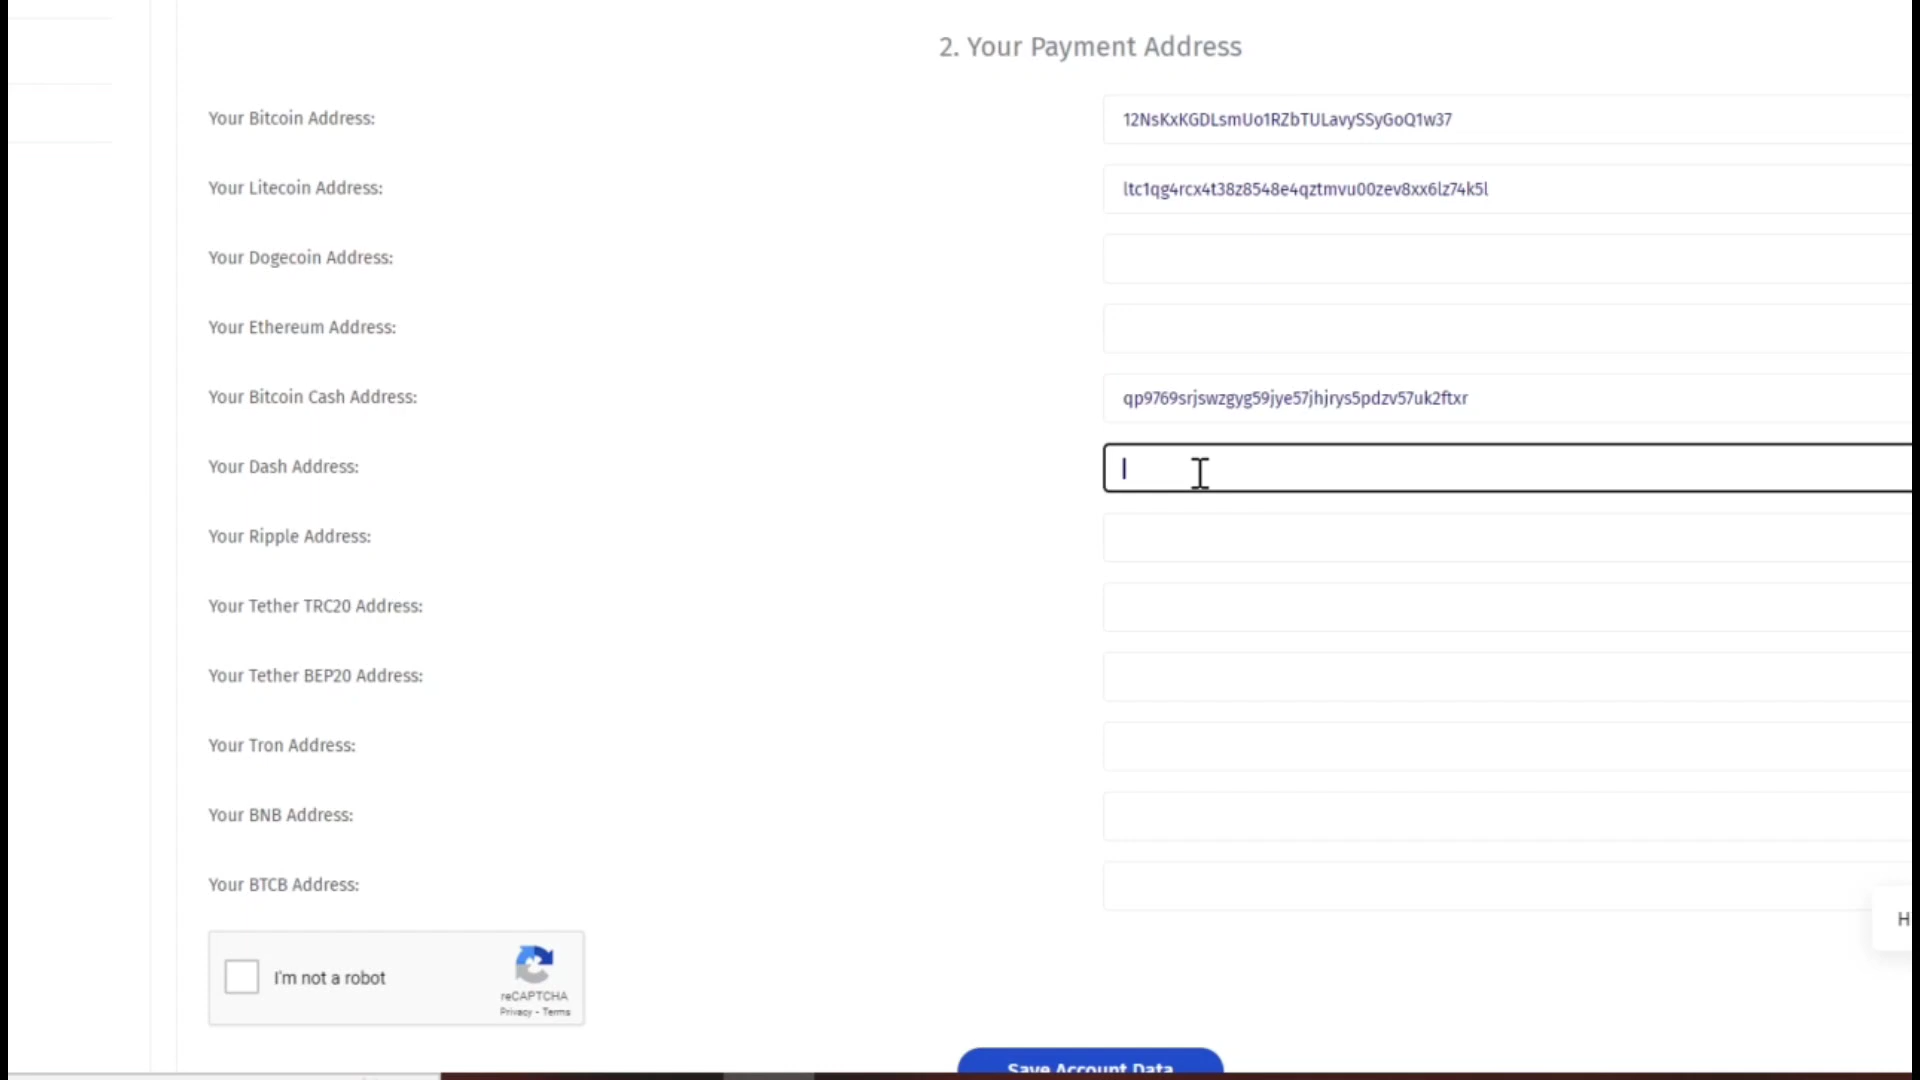 2. Your Payment Address
Your Bitcoin Address:
12NsKxKGDLsmUo1RZbTULavySSyGoQ1w37
Your Litecoin Address:
ltc1qg4rcx4t38z8548e4qztmvu00zev8xx6lz74k5l
Your Dogecoin Address:
Your Ethereum Address:
Your Bitcoin Cash Address:
qp9769srjswzgyg59jye57jhjrys5pdzv57uk2ftxr
Your Dash Address:
Your Ripple Address:
Your Tether TRC20 Address:
Your Tether BEP20 Address:
Your Tron Address:
Your BNB Address:
Your BTCB Address:
H
I'm not a robot
reCAPTCHA
Privacy - Terms
Save Account Data